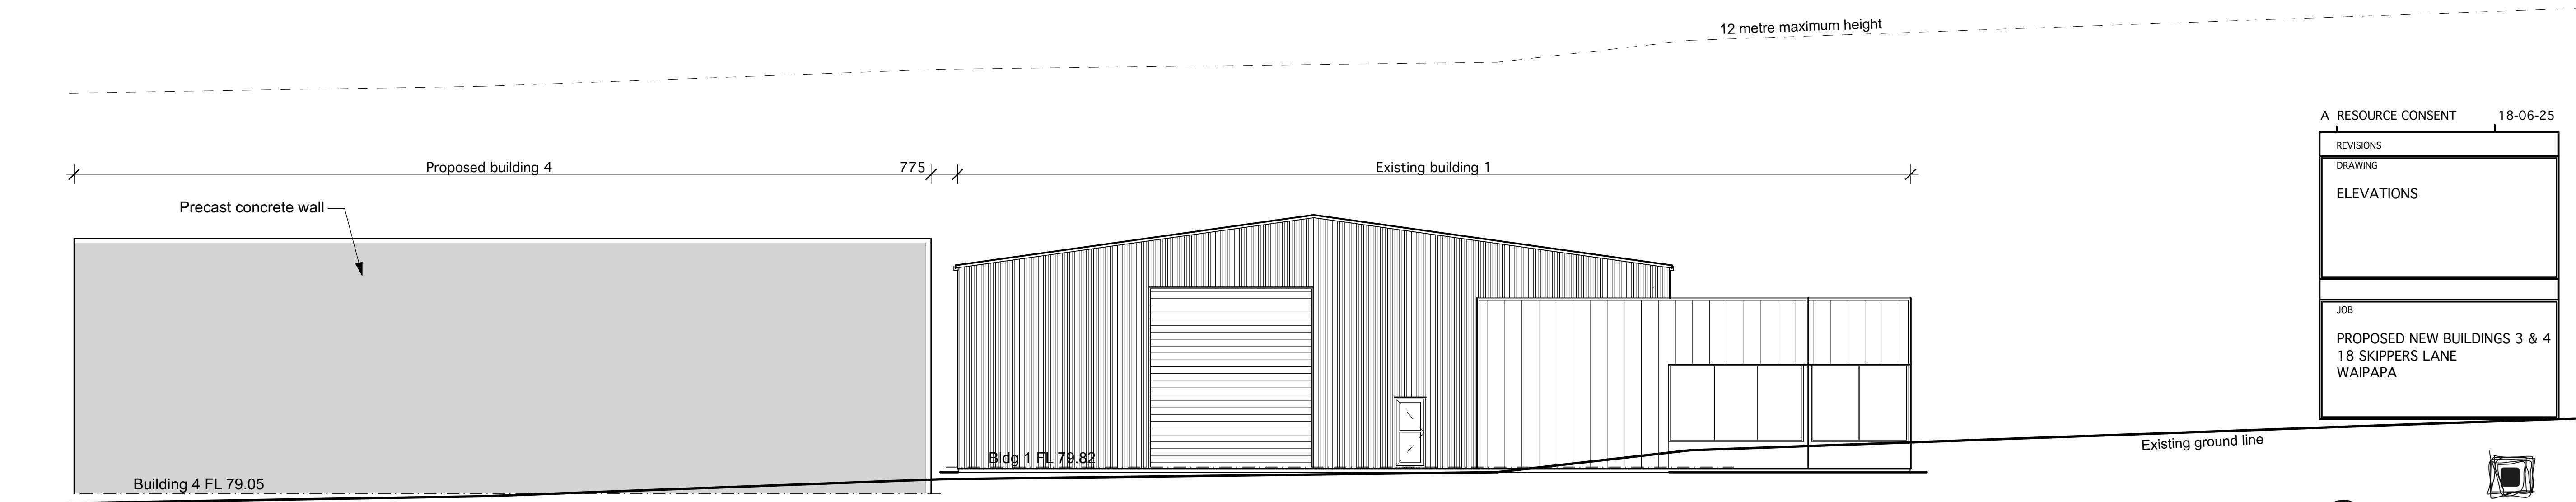 12 metre maximum height
A RESOURCE CONSENT 18-06-25
REVISIONS
DRAWING
ELEVATIONS
Proposed building 4
775
Existing building 1
Precast concrete wall
JOB
PROPOSED NEW BUILDINGS 3 & 4
18 SKIPPERS LANE
WAIPAPA
Existing ground line
Bldg 1 FL 79.82
Building 4 FL 79.05